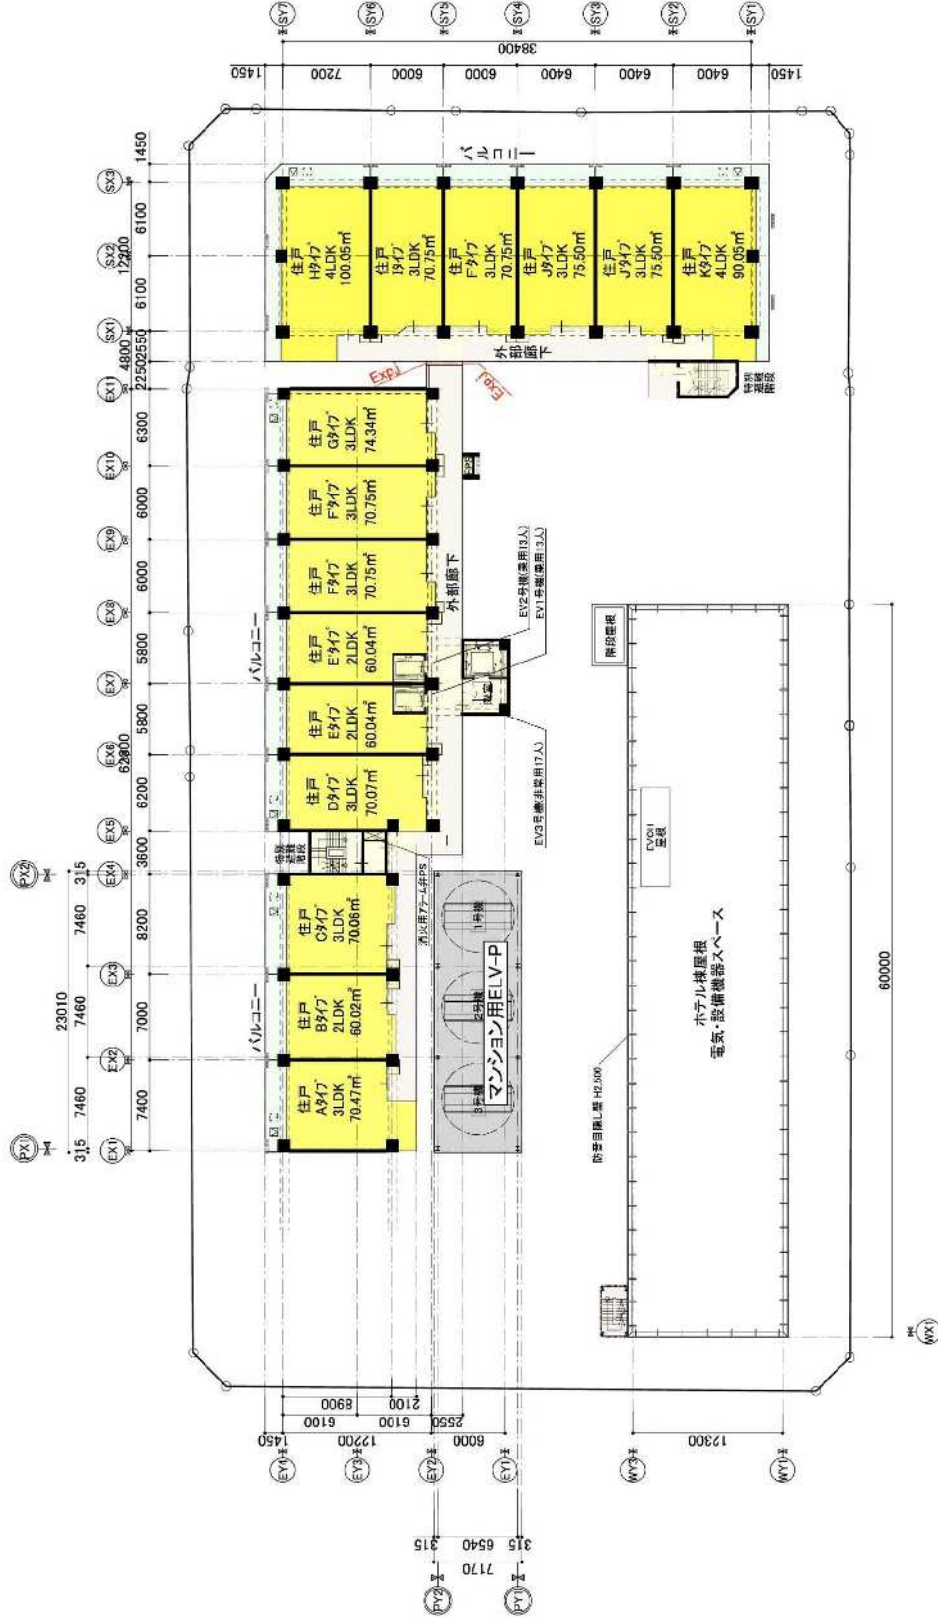 SY7
SY6
SY5
SY4
SY3
SY2
SY1
38400
1450
7200
6000
6000
6400
6400
6400
1450
バルコニー
1450
SX3
6100
SX2
12200
6100
SX1
2550
4800
2250
住戸
Hタイプ
4LDK
100.05㎡
住戸
I'タイプ
3LDK
70.75㎡
住戸
F'タイプ
3LDK
70.75㎡
住戸
Jタイプ
3LDK
75.50㎡
住戸
J'タイプ
3LDK
75.50㎡
住戸
Kタイプ
4LDK
90.05㎡
外部廊下
Exp.J
Exp.J
特別
避難
階段
EX11
6300
EX10
6000
EX9
6000
EX8
5800
EX7
5800
EX6
62800
6200
EX5
3600
EX4
8200
EX3
7000
EX2
7400
EX1
PX2
315
7460
7460
23010
7460
315
PX1
バルコニー
住戸
Gタイプ
3LDK
74.34㎡
住戸
F'タイプ
3LDK
70.75㎡
住戸
Fタイプ
3LDK
70.75㎡
住戸
E'タイプ
2LDK
60.04㎡
住戸
Eタイプ
2LDK
60.04㎡
住戸
Dタイプ
3LDK
70.07㎡
外部廊下
EPS
EV2号機(乗用13人)
EV1号機(乗用13人)
EV3号機(非常用17人)
特別
避難
階段
消火用アラーム弁PS
バルコニー
住戸
Cタイプ
3LDK
70.06㎡
住戸
Bタイプ
2LDK
60.02㎡
住戸
Aタイプ
3LDK
70.47㎡
マンション用ELV-P
1号機
2号機
3号機
階段屋根
屋根
ホテル棟屋根
電気・設備機器スペース
防音目隠し壁 H2,500
60000
WX1
1450
8900
2100
6100
6100
2550
12200
6000
12300
EY4
EY3
EY2
EY1
WY3
WY1
315
6540
315
7170
PY2
PY1